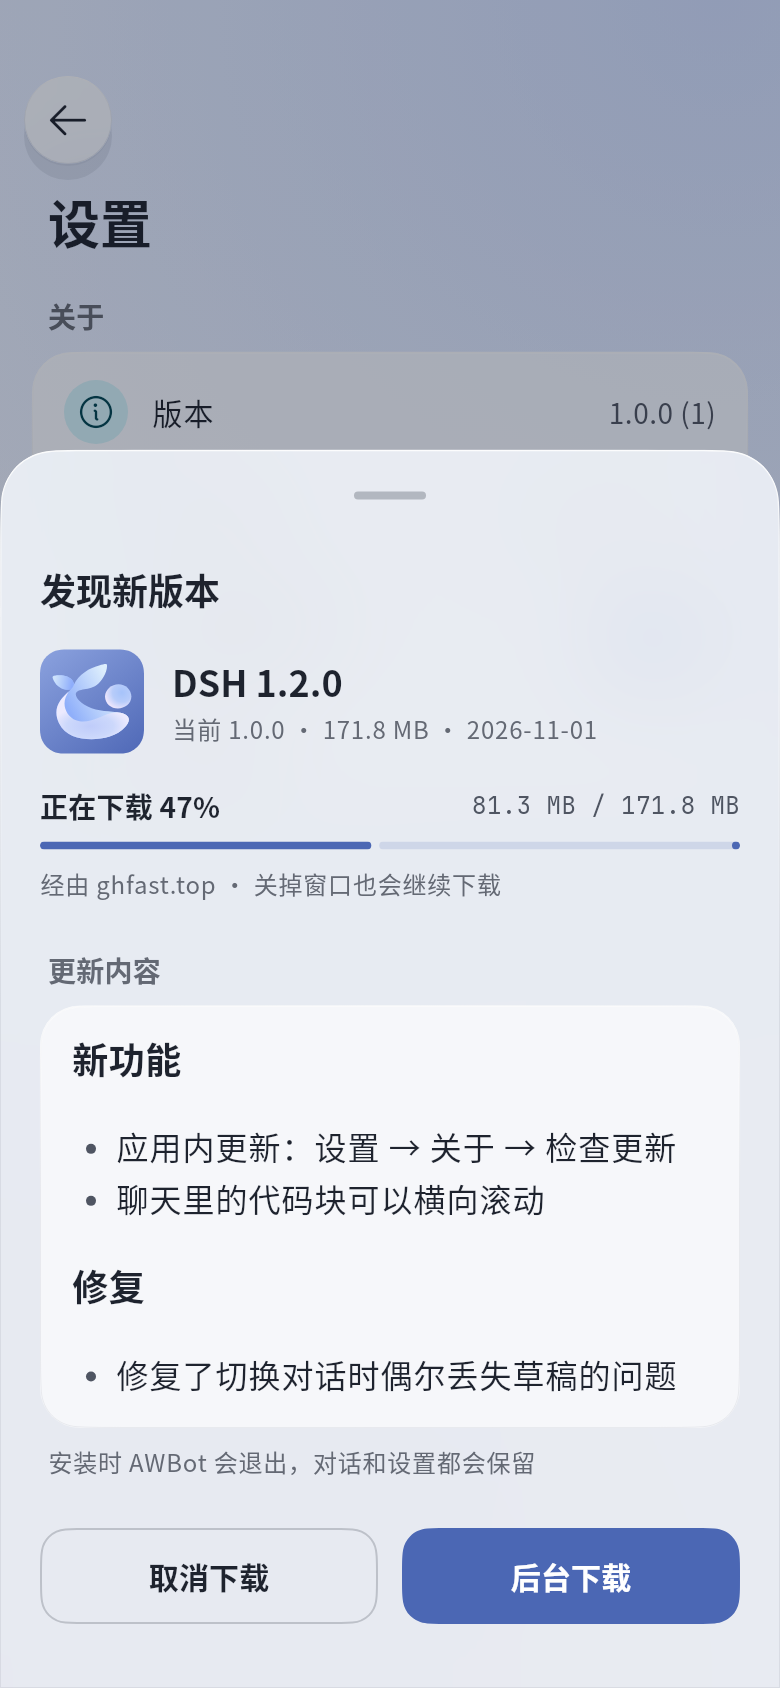 设置
关于
版本 1.0.0 (1)
发现新版本
DSH 1.2.0
当前 1.0.0 • 171.8 MB • 2026-11-01
正在下载 47% 81.3 MB / 171.8 MB
经由 ghfast.top • 关掉窗口也会继续下载
更新内容
新功能
• 应用内更新：设置 → 关于 → 检查更新
• 聊天里的代码块可以横向滚动
修复
• 修复了切换对话时偶尔丢失草稿的问题
安装时 AWBot 会退出，对话和设置都会保留
取消下载 后台下载